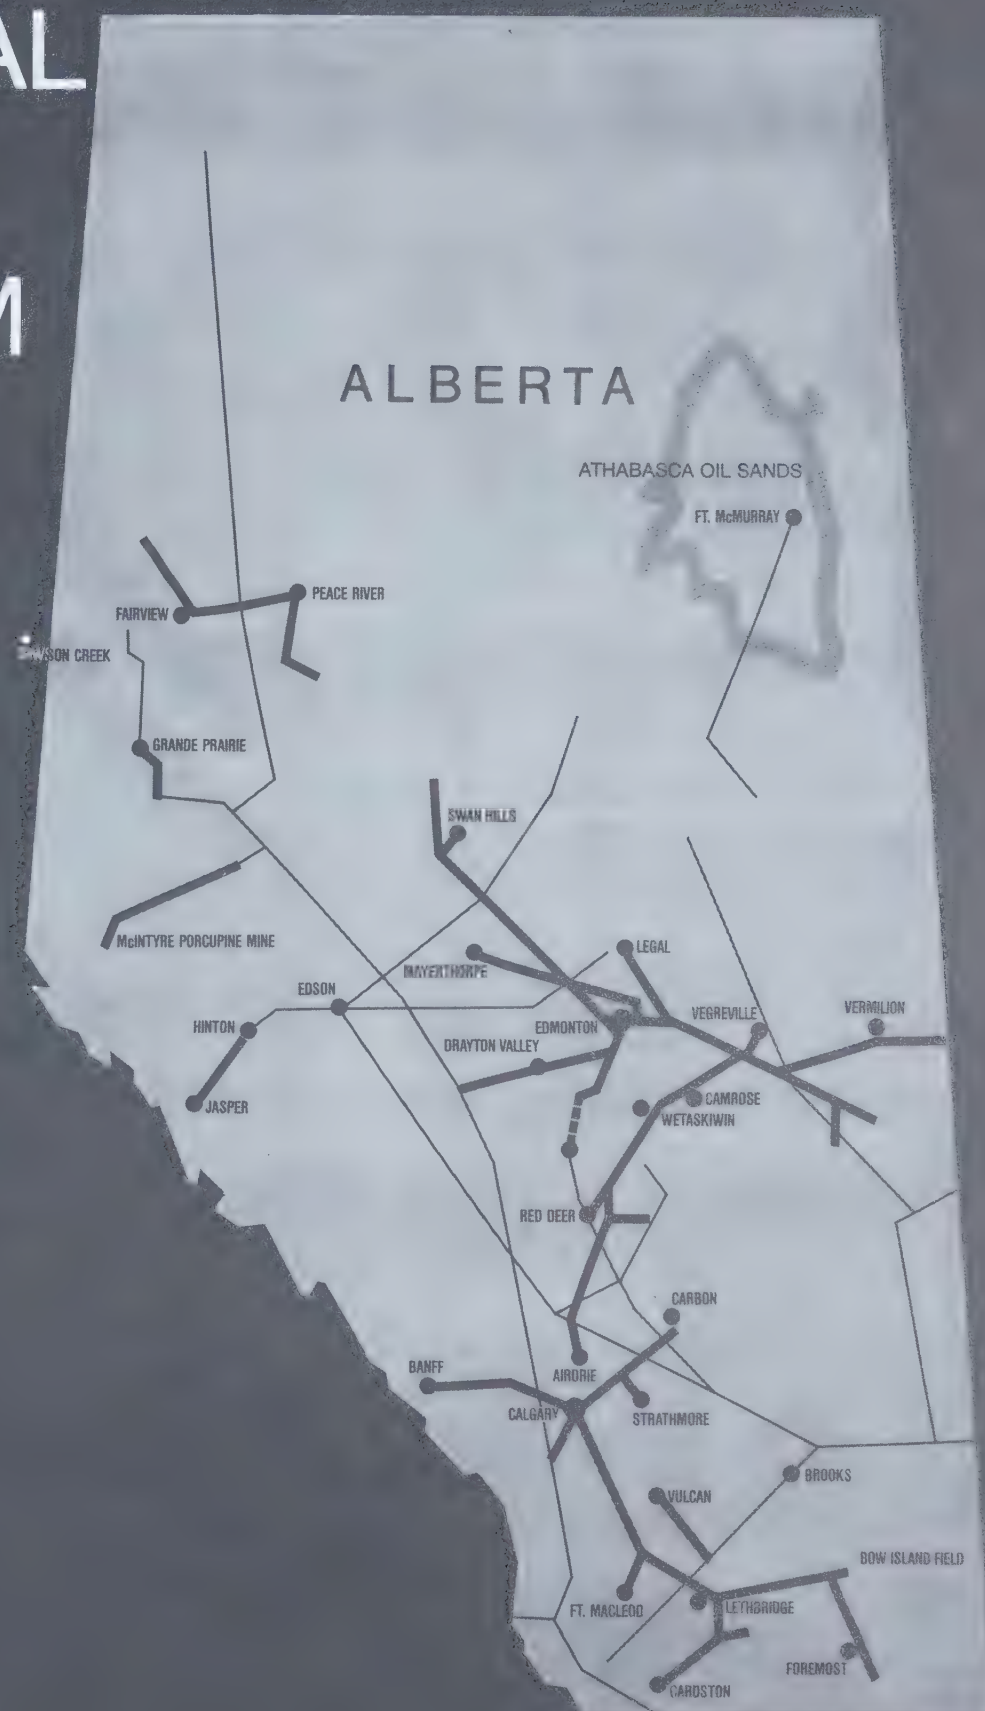 AL
M
ALBERTA
ATHABASCA OIL SANDS
FT. McMURRAY
PEACE RIVER
FAIRVIEW
SON CREEK
GRANDE PRAIRIE
SWAN HILLS
McINTYRE PORCUPINE MINE
LEGAL
MAYERTHORPE
EDSON
VEGREVILLE
VERMILION
HINTON
EDMONTON
DRAYTON VALLEY
JASPER
CAMROSE
WETASKIWIN
RED DEER
CARBON
BANFF
AIRDRIE
CALGARY
STRATHMORE
BROOKS
VULCAN
BOW ISLAND FIELD
FT. MACLEOD
LETHBRIDGE
FOREMOST
CARDSTON